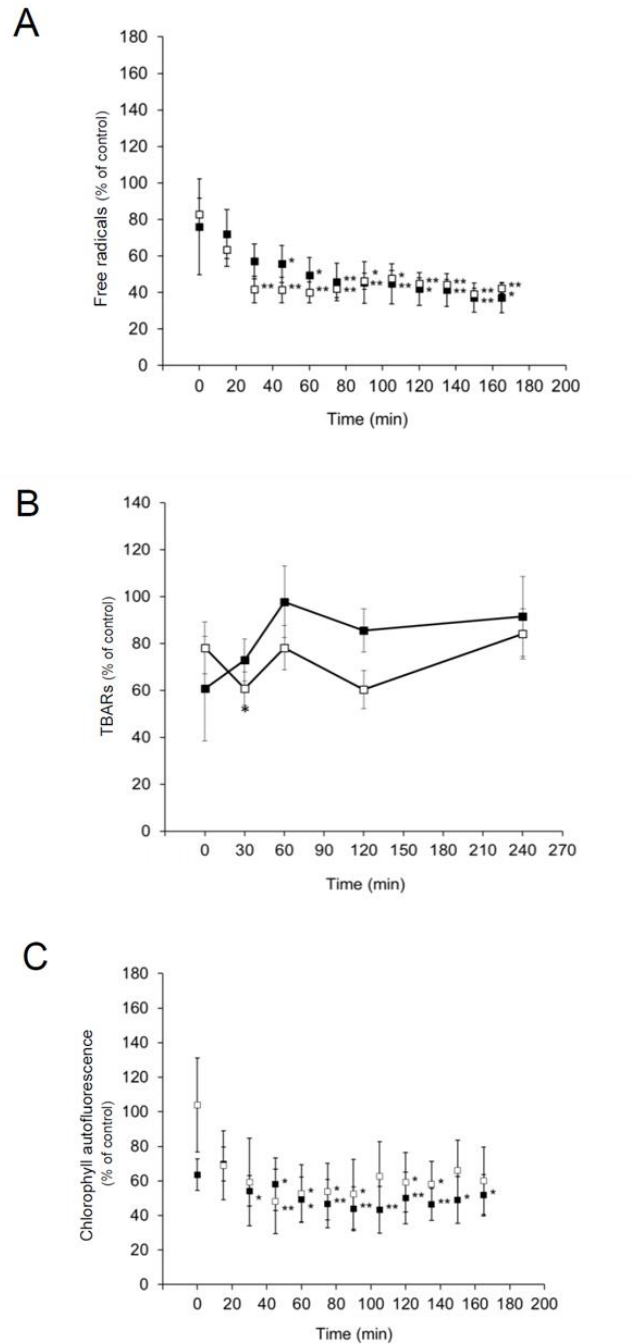 A
180
160
140
120
100
80
60
40
20
0
Free radicals (% of control)
* * ** * ** ** **
** ** ** ** ** * ** ** *
0 20 40 60 80 100 120 140 160 180 200
Time (min)
B
140
120
100
80
60
40
20
0
TBARs (% of control)
*
0 30 60 90 120 150 180 210 240 270
Time (min)
C
180
160
140
120
100
80
60
40
20
0
Chlorophyll autofluorescence
(% of control)
* * * * * * *
* ** * ** ** ** ** ** * *
0 20 40 60 80 100 120 140 160 180 200
Time (min)